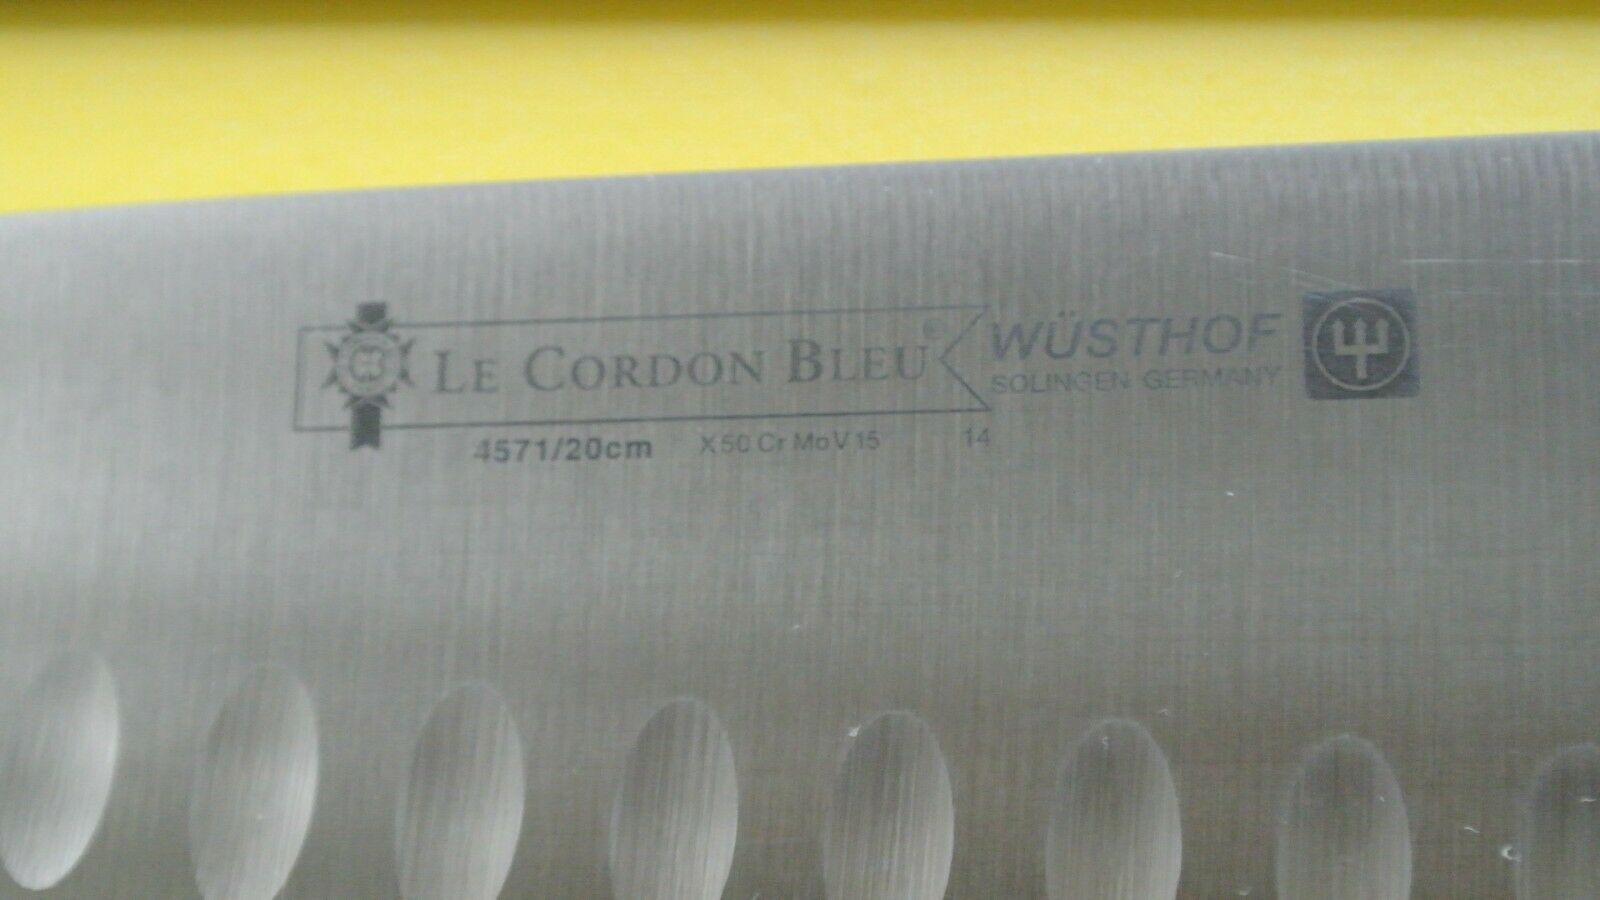 LE CORDON BLEU®
WÜSTHOF
SOLINGEN GERMANY
4571/20cm X50 Cr MoV 15 14